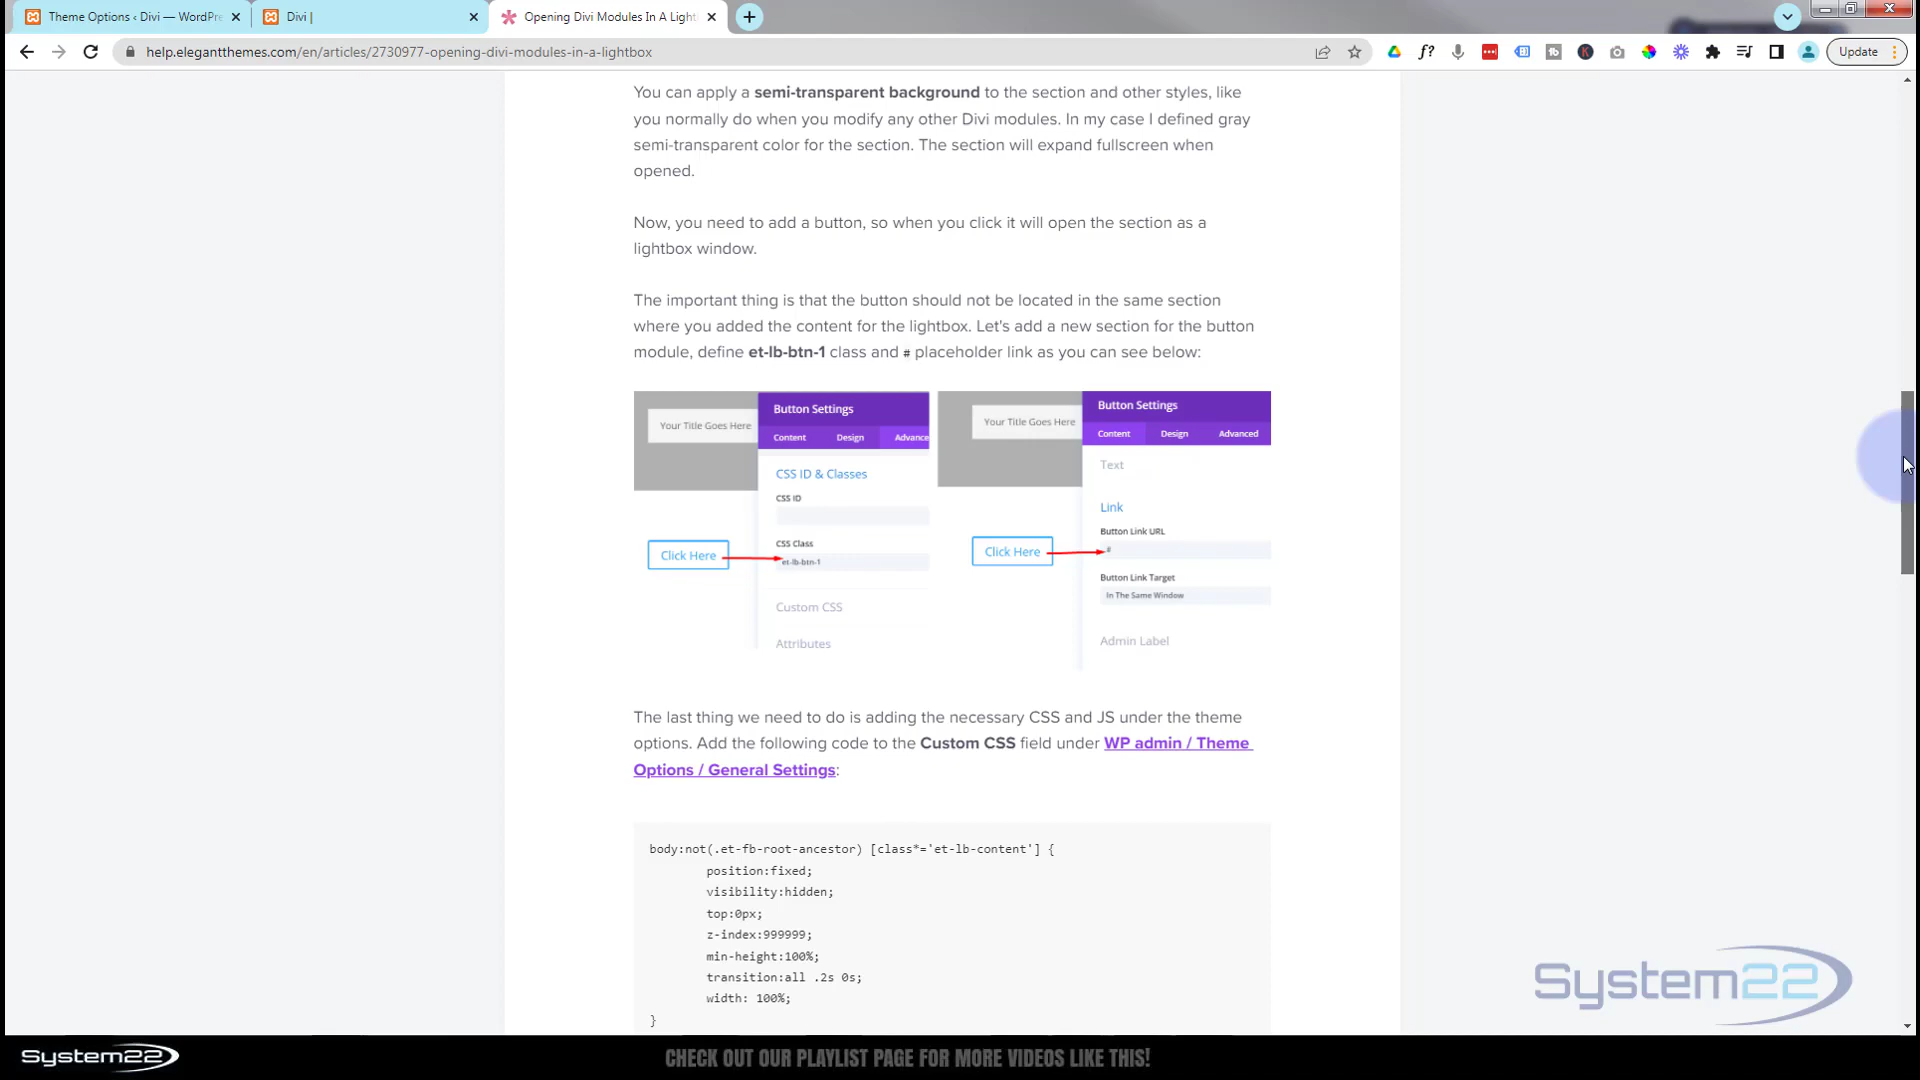 Theme Options ‹ Divi — WordPre
Divi |
Opening Divi Modules In A Light
help.elegantthemes.com/en/articles/2730977-opening-divi-modules-in-a-lightbox
Update
You can apply a semi-transparent background to the section and other styles, like
you normally do when you modify any other Divi modules. In my case I defined gray
semi-transparent color for the section. The section will expand fullscreen when
opened.
Now, you need to add a button, so when you click it will open the section as a
lightbox window.
The important thing is that the button should not be located in the same section
where you added the content for the lightbox. Let's add a new section for the button
module, define et-lb-btn-1 class and # placeholder link as you can see below:
Your Title Goes Here
Button Settings
Content Design Advance
CSS ID & Classes
CSS ID
CSS Class
Click Here
et-lb-btn-1
Custom CSS
Attributes
Your Title Goes Here
Button Settings
Content Design Advanced
Text
Link
Button Link URL
Click Here
#
Button Link Target
In The Same Window
Admin Label
The last thing we need to do is adding the necessary CSS and JS under the theme
options. Add the following code to the Custom CSS field under WP admin / Theme
Options / General Settings:
body:not(.et-fb-root-ancestor) [class*='et-lb-content'] {
position:fixed;
visibility:hidden;
top:0px;
z-index:999999;
min-height:100%;
transition:all .2s 0s;
width: 100%;
}
System22
System22
CHECK OUT OUR PLAYLIST PAGE FOR MORE VIDEOS LIKE THIS!